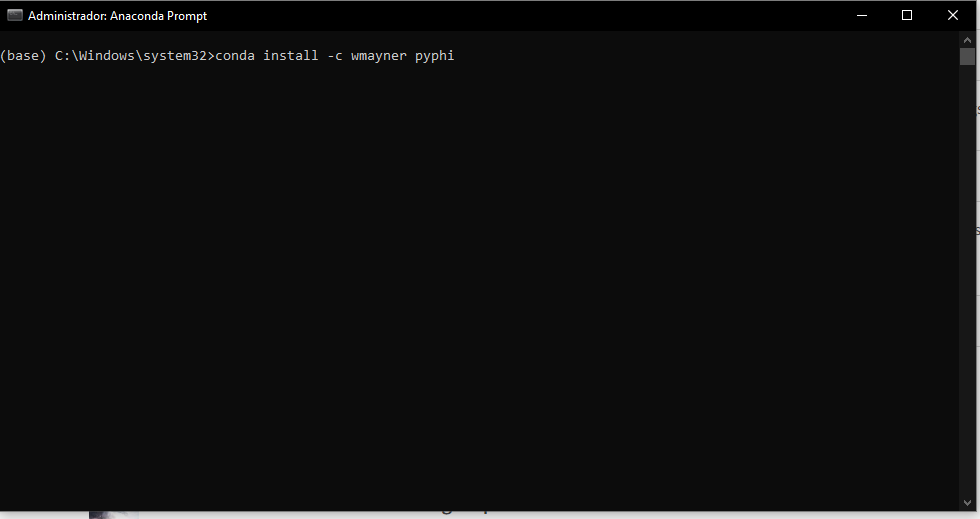 Administrador: Anaconda Prompt
(base) C:\Windows\system32>conda install -c wmayner pyphi